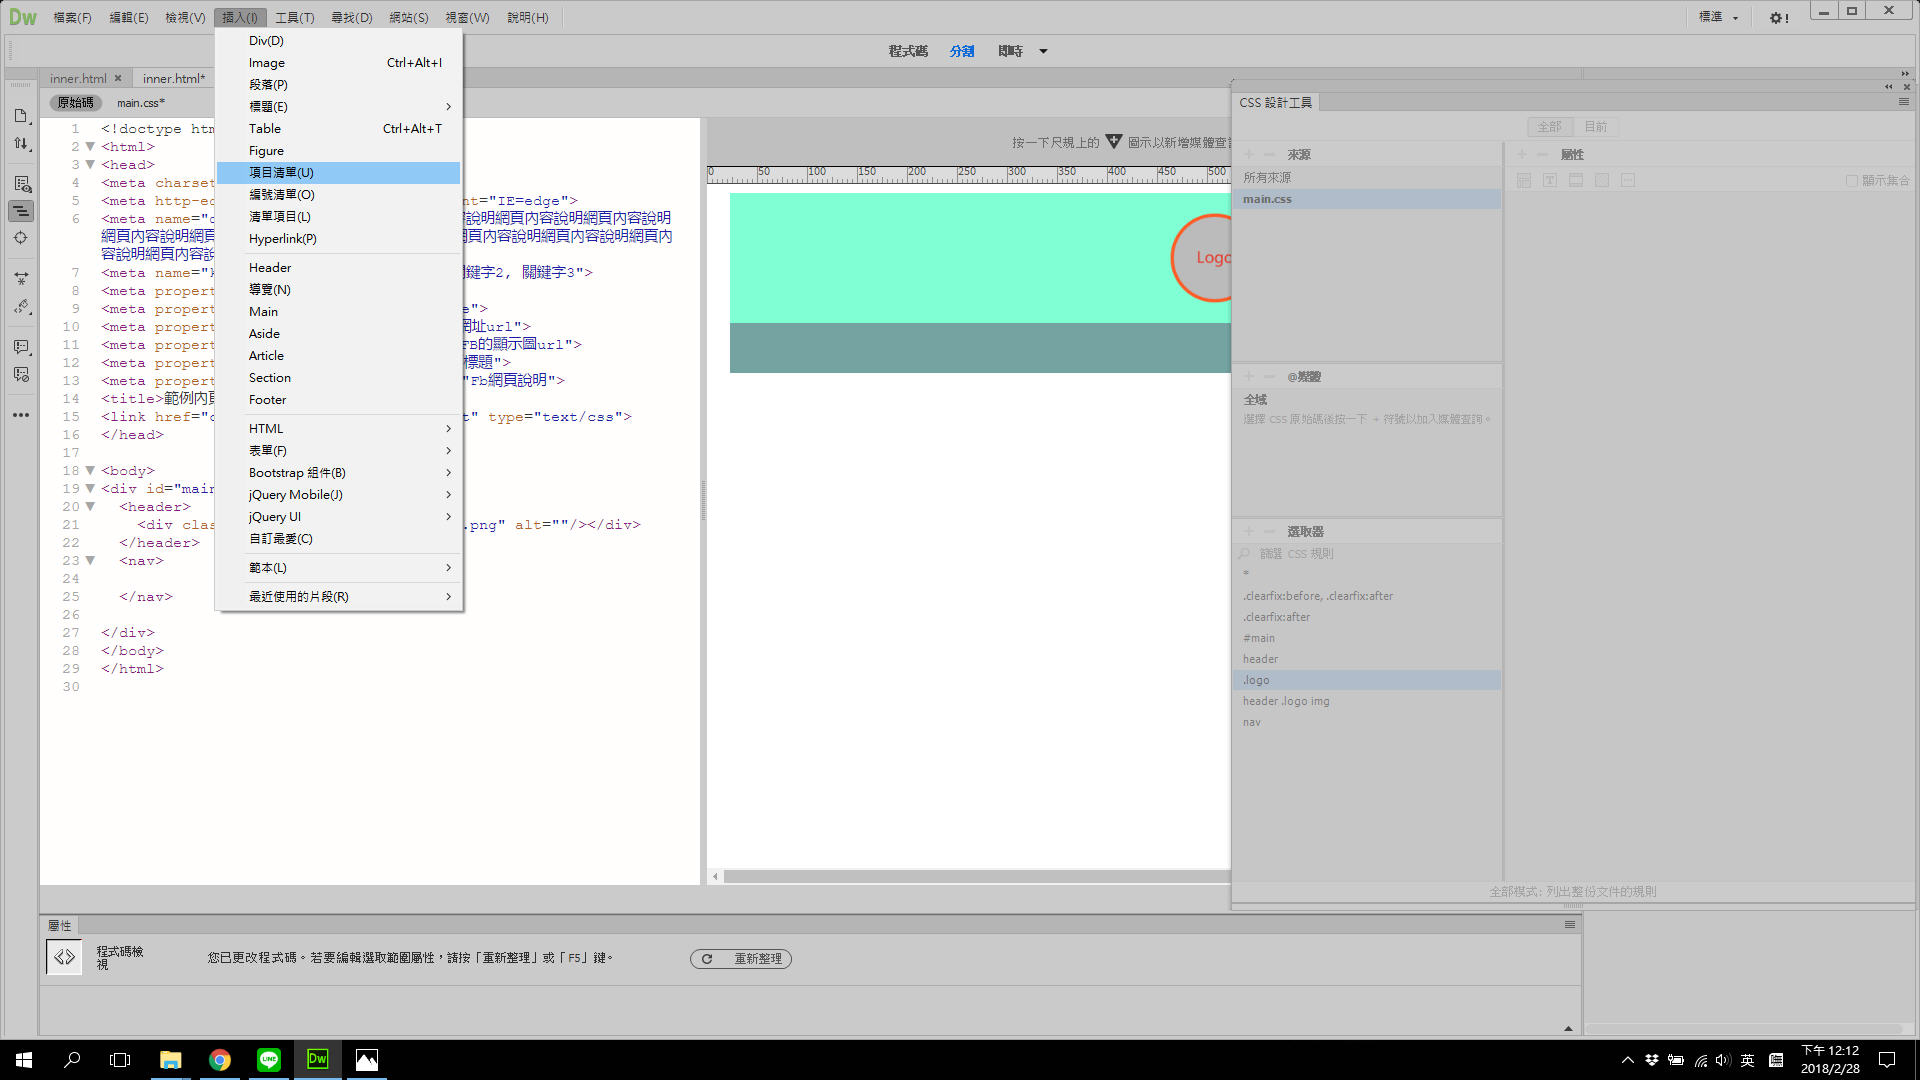 Dw 檔案(F) 編輯(E) 檢視(V) 插入(I) 工具(T) 尋找(D) 網站(S) 視窗(W) 說明(H) 標準
程式碼 分割 即時
inner.html × inner.html*
原始碼 main.css*
Div(D)
Image Ctrl+Alt+I
段落(P)
標題(E)
Table Ctrl+Alt+T
Figure
項目清單(U)
編號清單(O)
清單項目(L)
Hyperlink(P)
Header
導覽(N)
Main
Aside
Article
Section
Footer
HTML
表單(F)
Bootstrap 組件(B)
jQuery Mobile(J)
jQuery UI
自訂最愛(C)
範本(L)
最近使用的片段(R)
1 <!doctype htm
2 <html>
3 <head>
4 <meta charset
5 <meta http-ec nt="IE=edge">
6 <meta name="d 容說明網頁內容說明網頁內容說明
網頁內容說明網頁 頁內容說明網頁內容說明網頁內
容說明網頁內容說
7 <meta name="k 關鍵字2, 關鍵字3">
8 <meta propert
9 <meta propert e">
10 <meta propert 網址url">
11 <meta propert FB的顯示圖url">
12 <meta propert 標題">
13 <meta propert "Fb網頁說明">
14 <title>範例內頁
15 <link href="c t" type="text/css">
16 </head>
17
18 <body>
19 <div id="main
20 <header>
21 <div clas .png" alt=""/></div>
22 </header>
23 <nav>
24
25 </nav>
26
27 </div>
28 </body>
29 </html>
30
按一下尺規上的 圖示以新增媒體查
0 50 100 150 200 250 300 350 400 450 500
Logo
CSS 設計工具
全部 目前
來源
所有來源
main.css
屬性
顯示集合
@媒體
全域
選擇 CSS 原始碼後按一下 + 符號以加入媒體查詢。
選取器
篩選 CSS 規則
*
.clearfix:before, .clearfix:after
.clearfix:after
#main
header
.logo
header .logo img
nav
全部模式: 列出整份文件的規則
屬性
程式碼檢
視
您已更改程式碼。若要編輯選取範圍屬性，請按「重新整理」或「F5」鍵。
重新整理
Dw
英
下午 12:12
2018/2/28